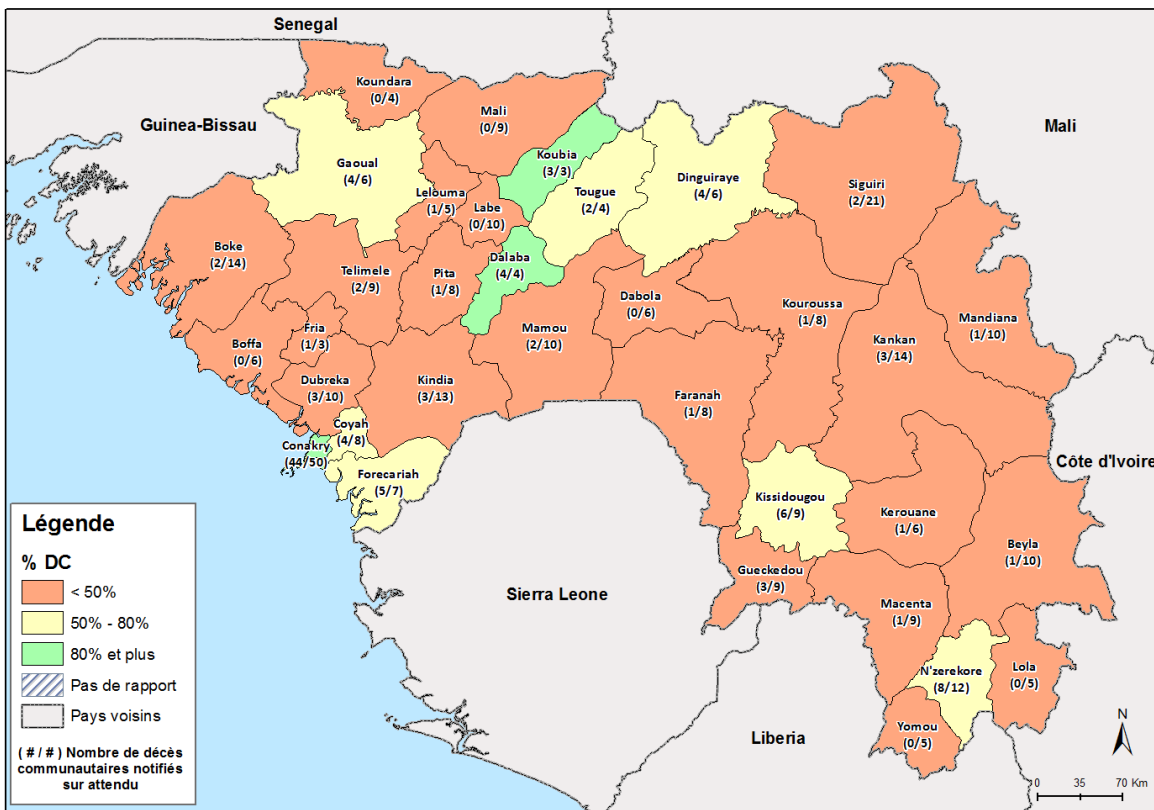 Senegal
Koundara
(0/4)
Mali
(0/9)
Guinea-Bissau
Mali
Koubia
(3/3)
Gaoual
(4/6)
Tougue
(2/4)
Dinguiraye
(4/6)
Siguiri
(2/21)
Lelouma
(1/5)
Labe
(0/10)
Boke
(2/14)
Telimele
(2/9)
Pita
(1/8)
Dalaba
(4/4)
Dabola
(0/6)
Kouroussa
(1/8)
Mandiana
(1/10)
Fria
(1/3)
Boffa
(0/6)
Mamou
(2/10)
Kankan
(3/14)
Dubreka
(3/10)
Kindia
(3/13)
Faranah
(1/8)
Coyah
(4/8)
Conakry
(44/50)
(-)
Forecariah
(5/7)
Côte d'Ivoire
Kissidougou
(6/9)
Kerouane
(1/6)
Beyla
(1/10)
Gueckedou
(3/9)
Sierra Leone
Macenta
(1/9)
N'zerekore
(8/12)
Lola
(0/5)
Yomou
(0/5)
Liberia
Légende
% DC
< 50%
50% - 80%
80% et plus
Pas de rapport
Pays voisins
( # / # ) Nombre de décès
communautaires notifiés
sur attendu
N
0 35 70 Km